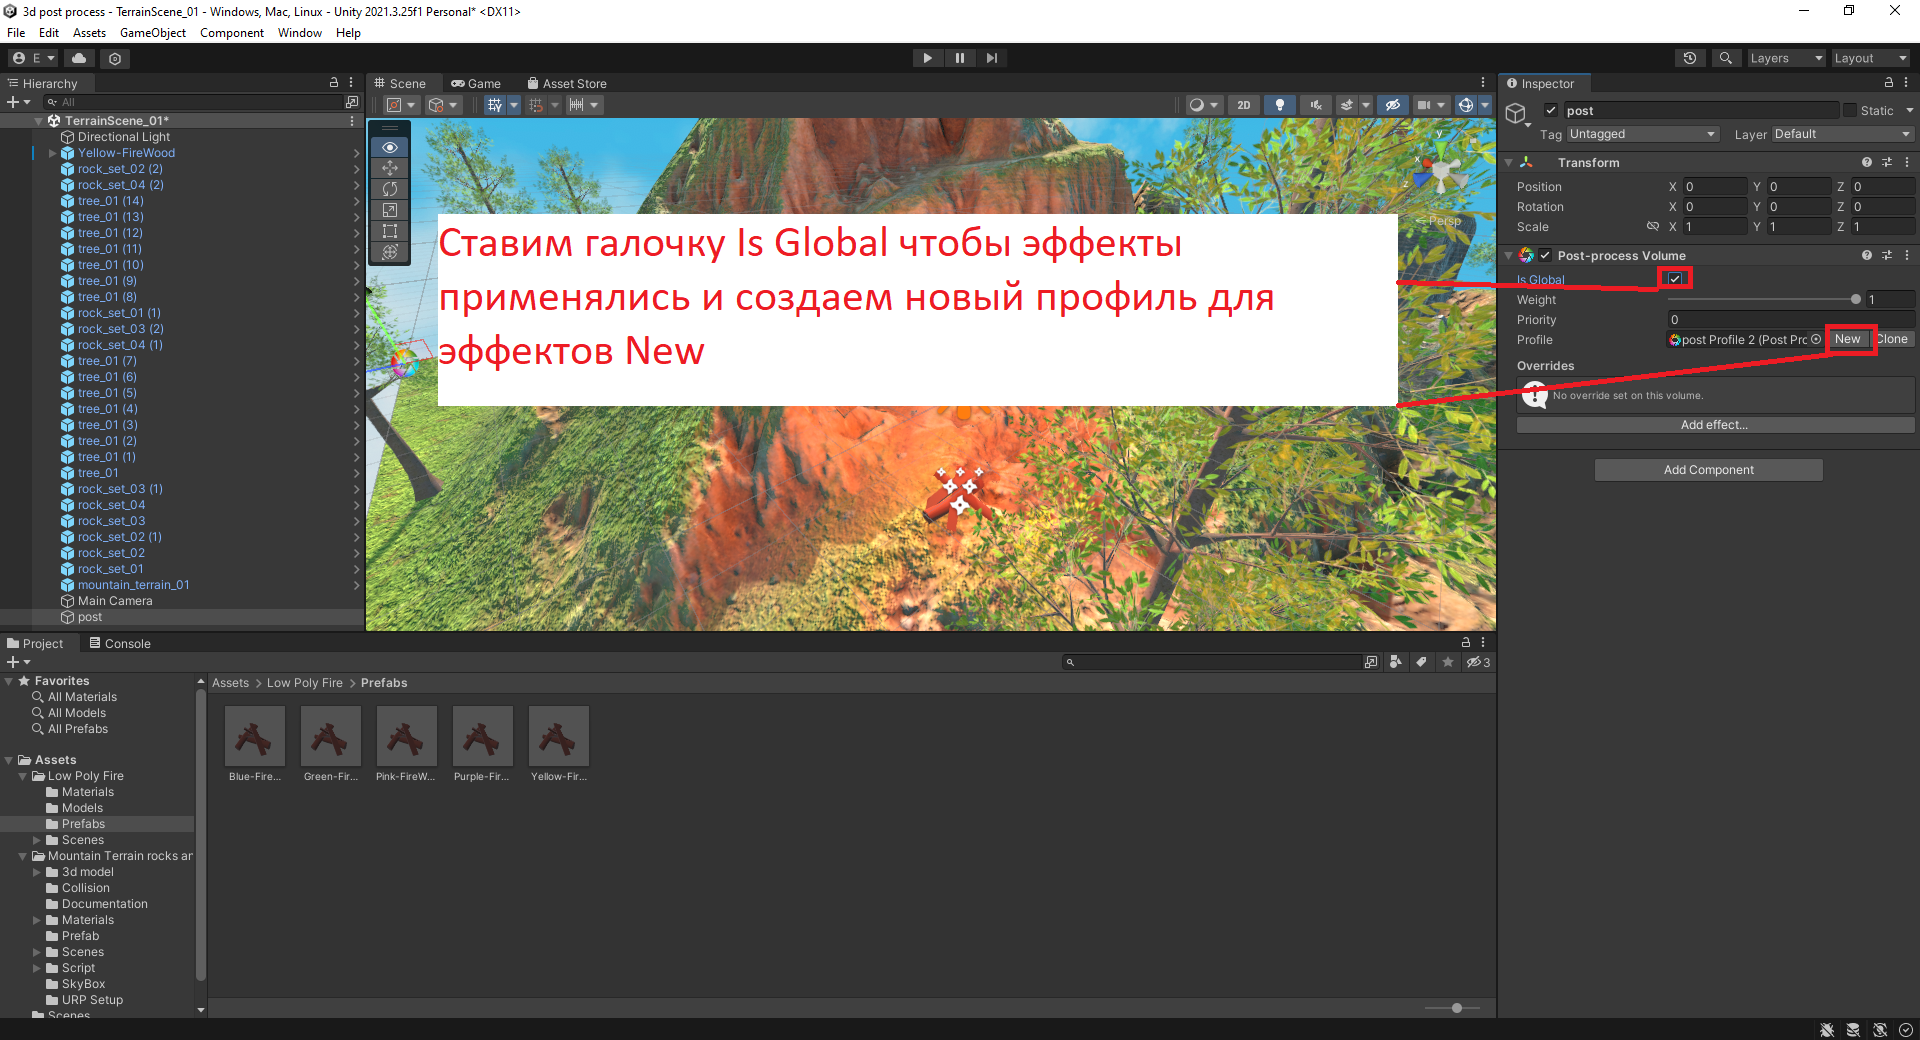 3d post process - TerrainScene_01 - Windows, Mac, Linux - Unity 2021.3.25f1 Personal* <DX11>
File Edit Assets GameObject Component Window Help
E
Layers
Layout
Hierarchy
All
TerrainScene_01*
Directional Light
Yellow-FireWood
rock_set_02 (2)
rock_set_04 (2)
tree_01 (14)
tree_01 (13)
tree_01 (12)
tree_01 (11)
tree_01 (10)
tree_01 (9)
tree_01 (8)
rock_set_01 (1)
rock_set_03 (2)
rock_set_04 (1)
tree_01 (7)
tree_01 (6)
tree_01 (5)
tree_01 (4)
tree_01 (3)
tree_01 (2)
tree_01 (1)
tree_01
rock_set_03 (1)
rock_set_04
rock_set_03
rock_set_02 (1)
rock_set_02
rock_set_01
mountain_terrain_01
Main Camera
post
Scene Game Asset Store
2D
y
x
z
Persp
Ставим галочку Is Global чтобы эффекты
применялись и создаем новый профиль для
эффектов New
Inspector
post Static
Tag Untagged Layer Default
Transform
Position X 0 Y 0 Z 0
Rotation X 0 Y 0 Z 0
Scale X 1 Y 1 Z 1
Post-process Volume
Is Global
Weight 1
Priority 0
Profile post Profile 2 (Post Prc New Clone
Overrides
No override set on this volume.
Add effect...
Add Component
Project Console
3
Favorites
All Materials
All Models
All Prefabs
Assets
Low Poly Fire
Materials
Models
Prefabs
Scenes
Mountain Terrain rocks ar
3d model
Collision
Documentation
Materials
Prefab
Scenes
Script
SkyBox
URP Setup
Scenes
Assets > Low Poly Fire > Prefabs
Blue-Fire... Green-Fir... Pink-FireW... Purple-Fir... Yellow-Fir...